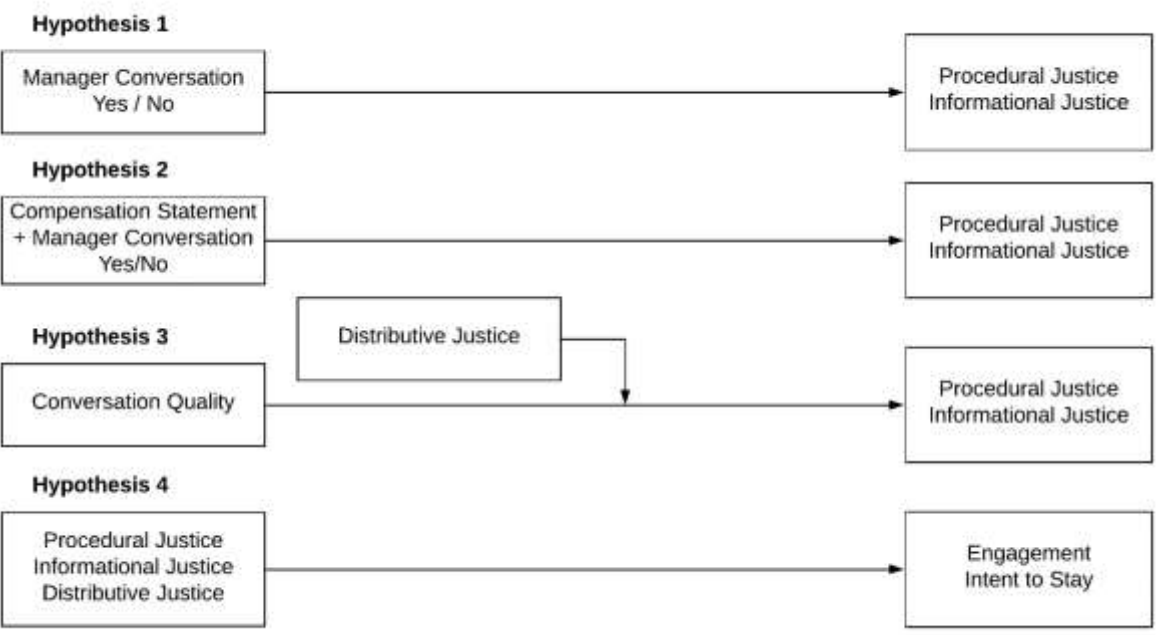 Hypothesis 1
Manager Conversation
Yes / No
Procedural Justice
Informational Justice
Hypothesis 2
Compensation Statement
+ Manager Conversation
Yes/No
Procedural Justice
Informational Justice
Distributive Justice
Hypothesis 3
Conversation Quality
Procedural Justice
Informational Justice
Hypothesis 4
Procedural Justice
Informational Justice
Distributive Justice
Engagement
Intent to Stay